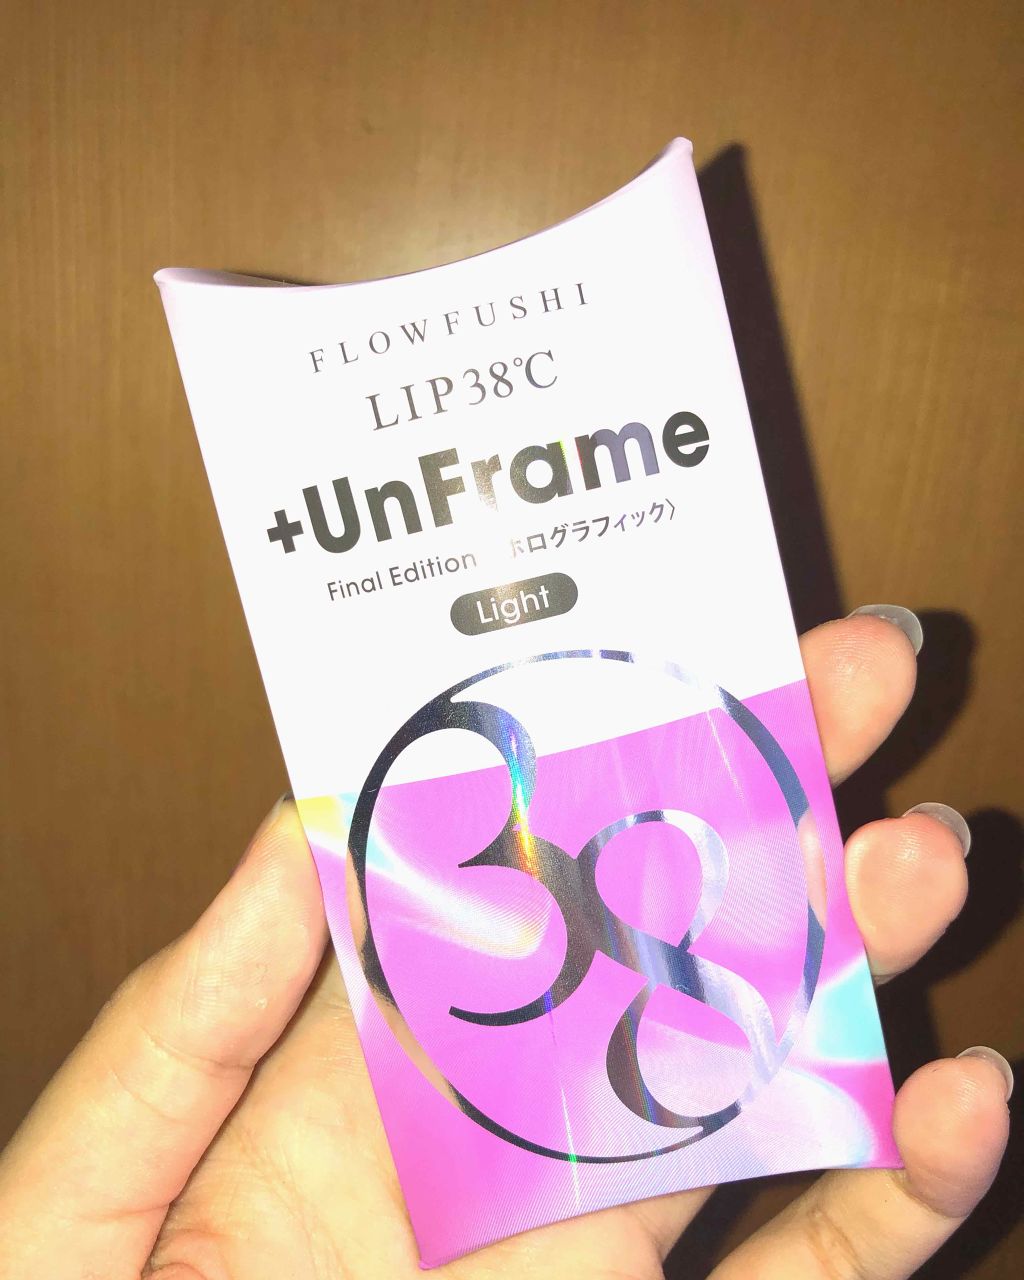 FLOWFUSHI
LIP38℃
+UnFrame
Final Edition ホログラフィック〉
Light
38